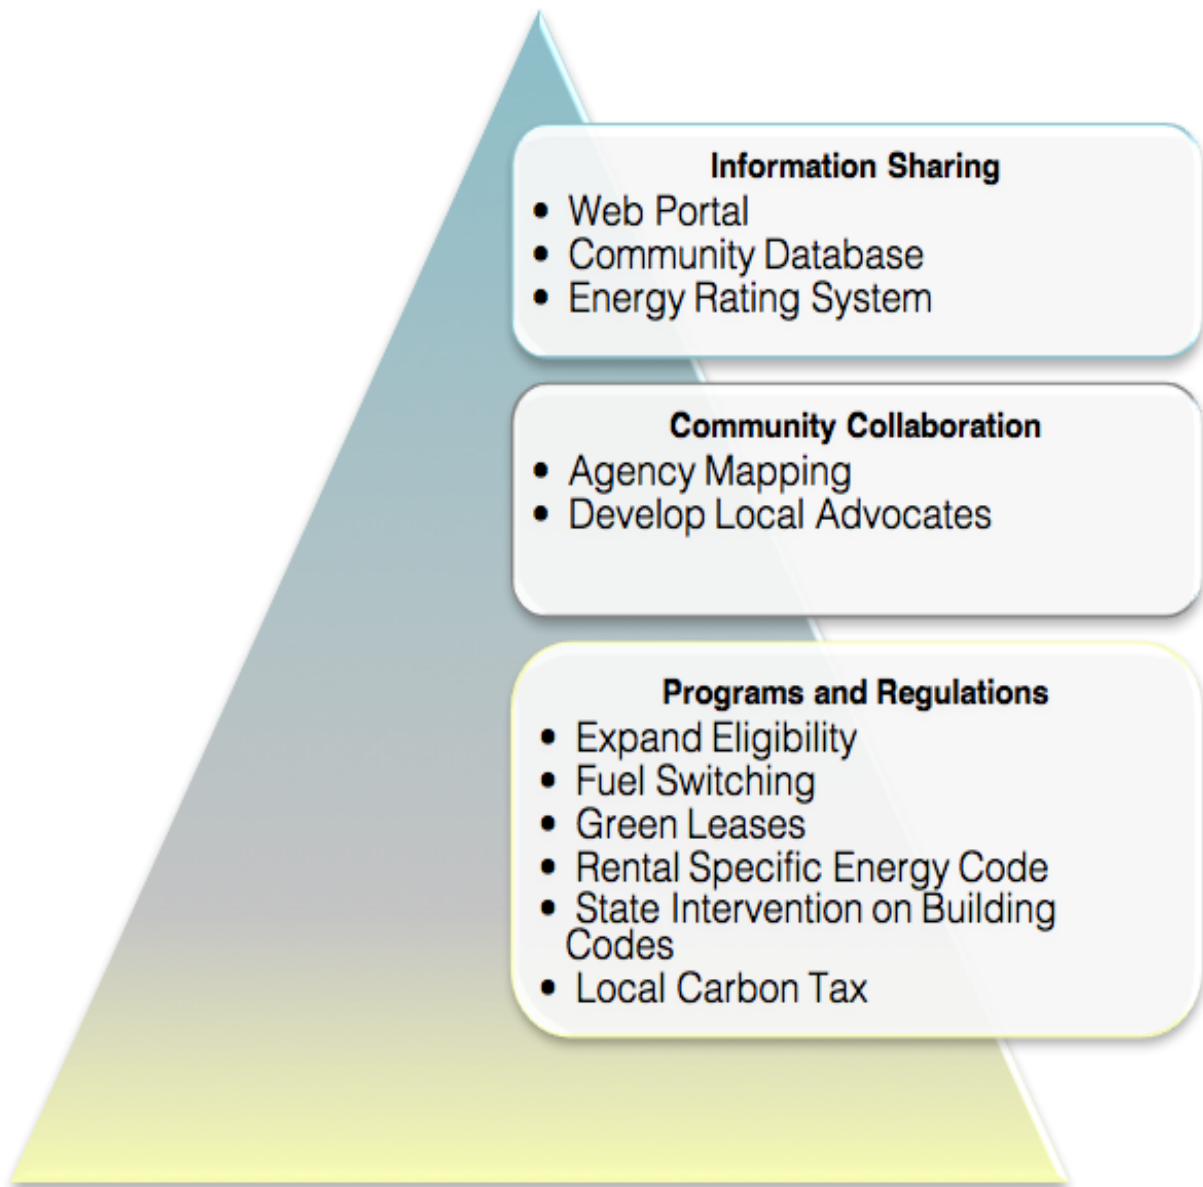 Information Sharing
• Web Portal
• Community Database
• Energy Rating System
Community Collaboration
• Agency Mapping
• Develop Local Advocates
Programs and Regulations
• Expand Eligibility
• Fuel Switching
• Green Leases
• Rental Specific Energy Code
• State Intervention on Building
Codes
• Local Carbon Tax